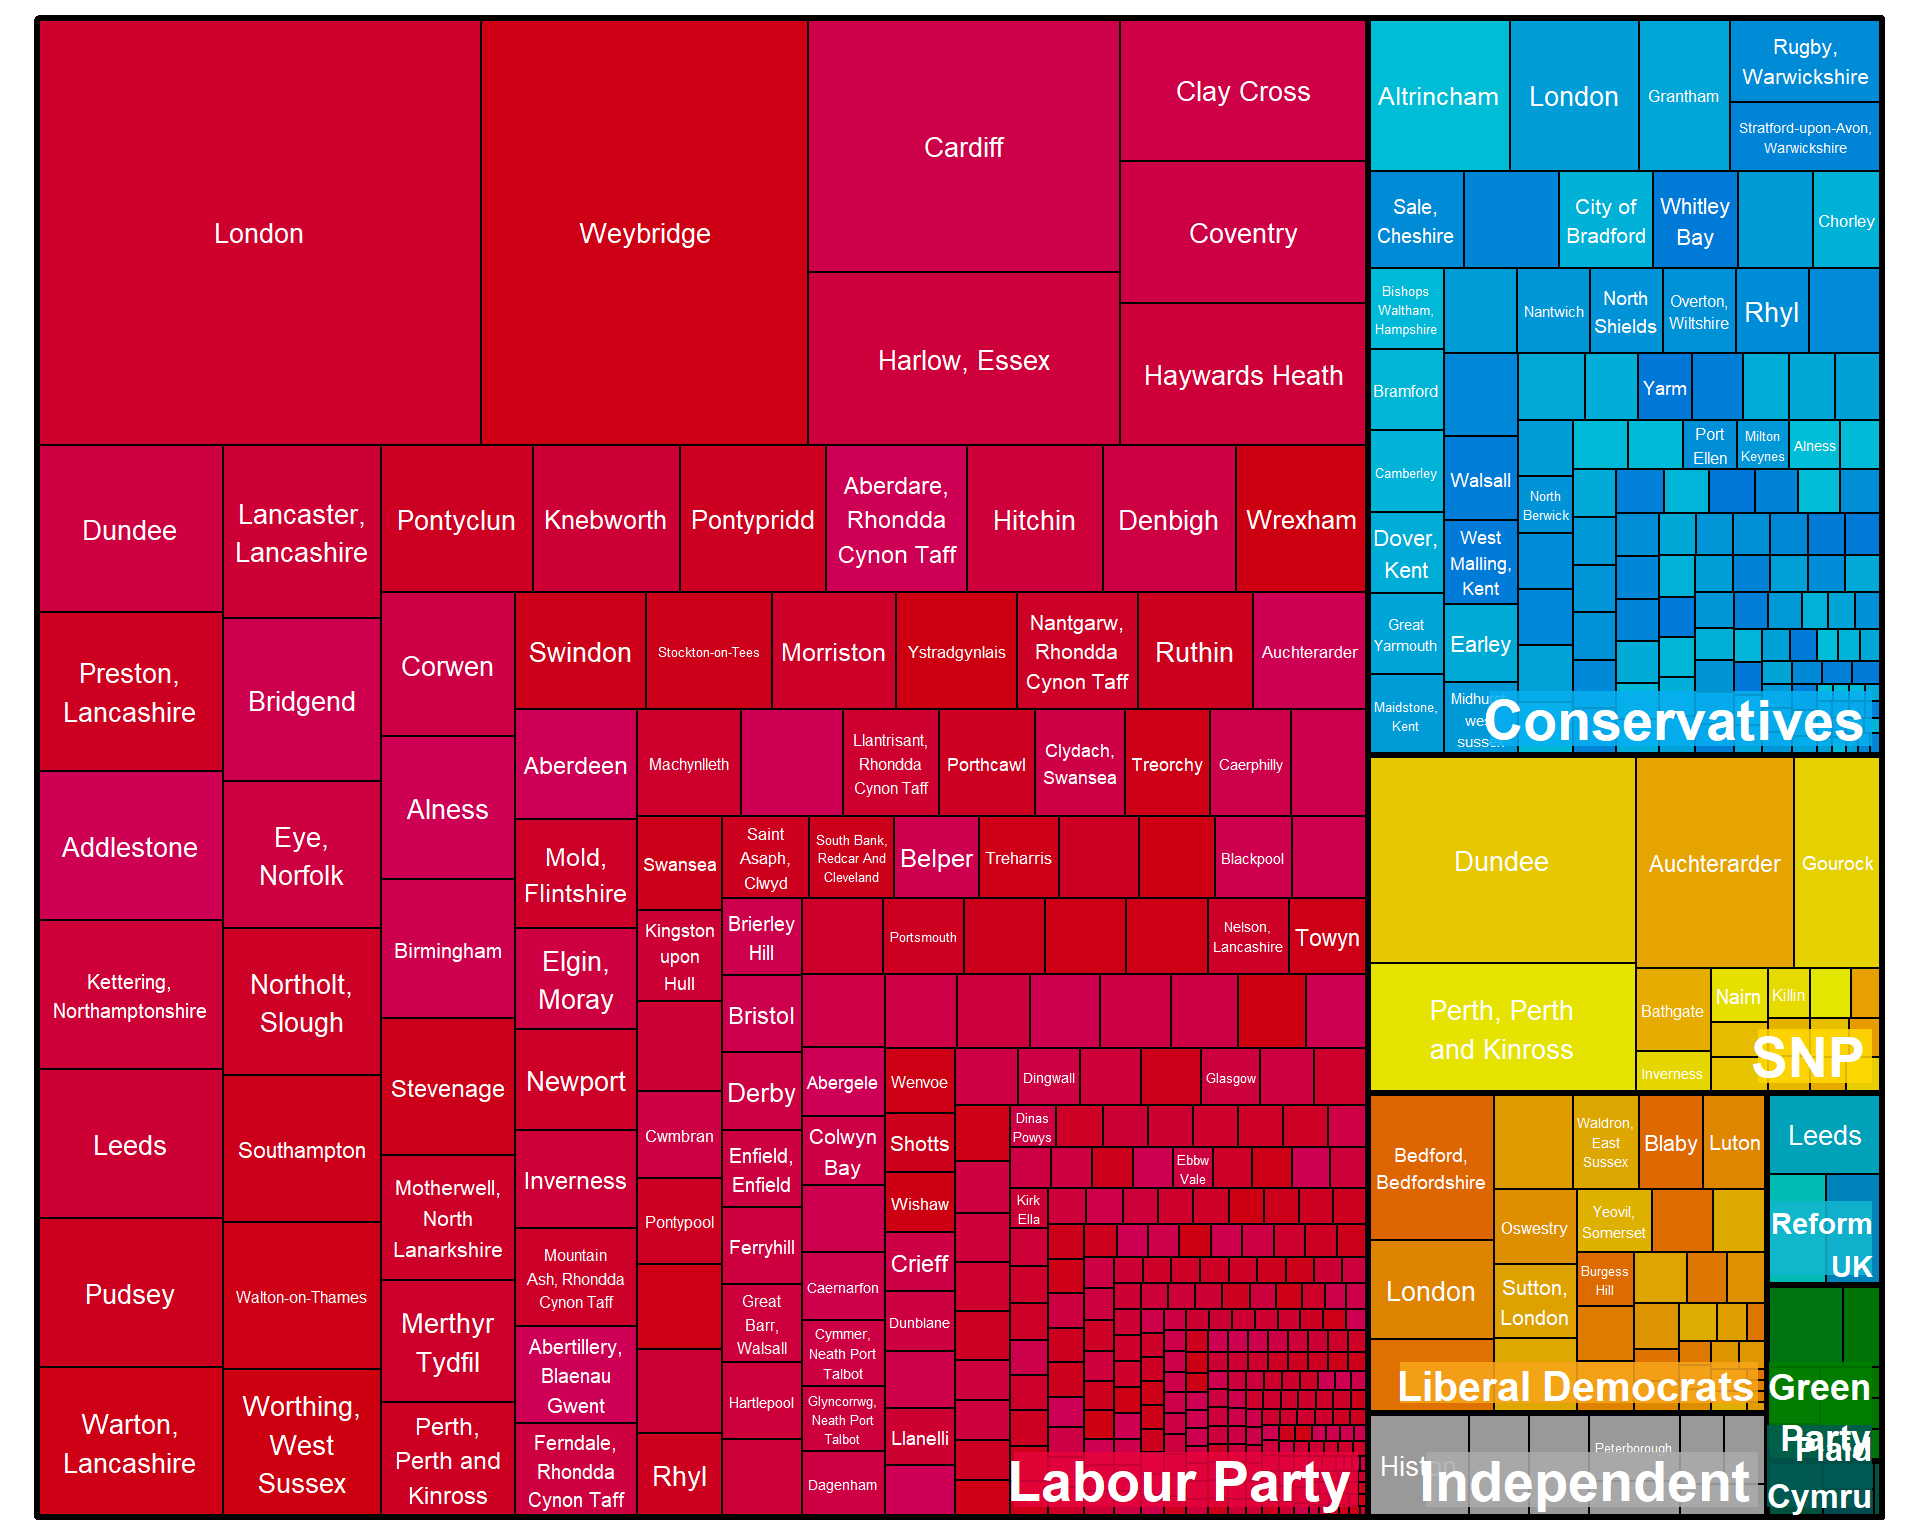 London
Weybridge
Cardiff
Harlow, Essex
Clay Cross
Coventry
Haywards Heath
Dundee
Preston,
Lancashire
Addlestone
Kettering,
Northamptonshire
Leeds
Pudsey
Warton,
Lancashire
Lancaster,
Lancashire
Bridgend
Eye,
Norfolk
Northolt,
Slough
Southampton
Walton-on-Thames
Worthing,
West
Sussex
Pontyclun
Knebworth
Pontypridd
Aberdare,
Rhondda
Cynon Taff
Hitchin
Denbigh
Wrexham
Corwen
Alness
Birmingham
Stevenage
Motherwell,
North
Lanarkshire
Merthyr
Tydfil
Perth,
Perth and
Kinross
Swindon
Stockton-on-Tees
Morriston
Ystradgynlais
Nantgarw,
Rhondda
Cynon Taff
Ruthin
Auchterarder
Aberdeen
Mold,
Flintshire
Elgin,
Moray
Newport
Inverness
Mountain
Ash, Rhondda
Cynon Taff
Abertillery,
Blaenau
Gwent
Ferndale,
Rhondda
Cynon Taff
Machynlleth
Llantrisant,
Rhondda
Cynon Taff
Porthcawl
Clydach,
Swansea
Treorchy
Caerphilly
Swansea
Kingston
upon
Hull
Cwmbran
Pontypool
Rhyl
Saint
Asaph,
Clwyd
South Bank,
Redcar And
Cleveland
Belper
Treharris
Blackpool
Brierley
Hill
Portsmouth
Nelson,
Lancashire
Towyn
Bristol
Derby
Enfield,
Enfield
Ferryhill
Great
Barr,
Walsall
Hartlepool
Abergele
Colwyn
Bay
Caernarfon
Cymmer,
Neath Port
Talbot
Glyncorrwg,
Neath Port
Talbot
Dagenham
Wenvoe
Shotts
Wishaw
Crieff
Dunblane
Llanelli
Dingwall
Glasgow
Dinas
Powys
Ebbw
Vale
Kirk
Ella
Labour Party
Altrincham
London
Grantham
Rugby,
Warwickshire
Stratford-upon-Avon,
Warwickshire
Sale,
Cheshire
City of
Bradford
Whitley
Bay
Chorley
Bishops
Waltham,
Hampshire
Nantwich
North
Shields
Overton,
Wiltshire
Rhyl
Bramford
Camberley
Dover,
Kent
Great
Yarmouth
Maidstone,
Kent
Walsall
West
Malling,
Kent
Earley
Midhurst
west
sussex
Yarm
Port
Ellen
Milton
Keynes
Alness
North
Berwick
Conservatives
Dundee
Auchterarder
Gourock
Perth, Perth
and Kinross
Bathgate
Inverness
Nairn
Killin
SNP
Bedford,
Bedfordshire
London
Waldron,
East
Sussex
Blaby
Luton
Oswestry
Yeovil,
Somerset
Sutton,
London
Burgess
Hill
Liberal Democrats
Leeds
Reform
UK
Green
Party
Plaid
Cymru
Histon
Peterborough
Independent